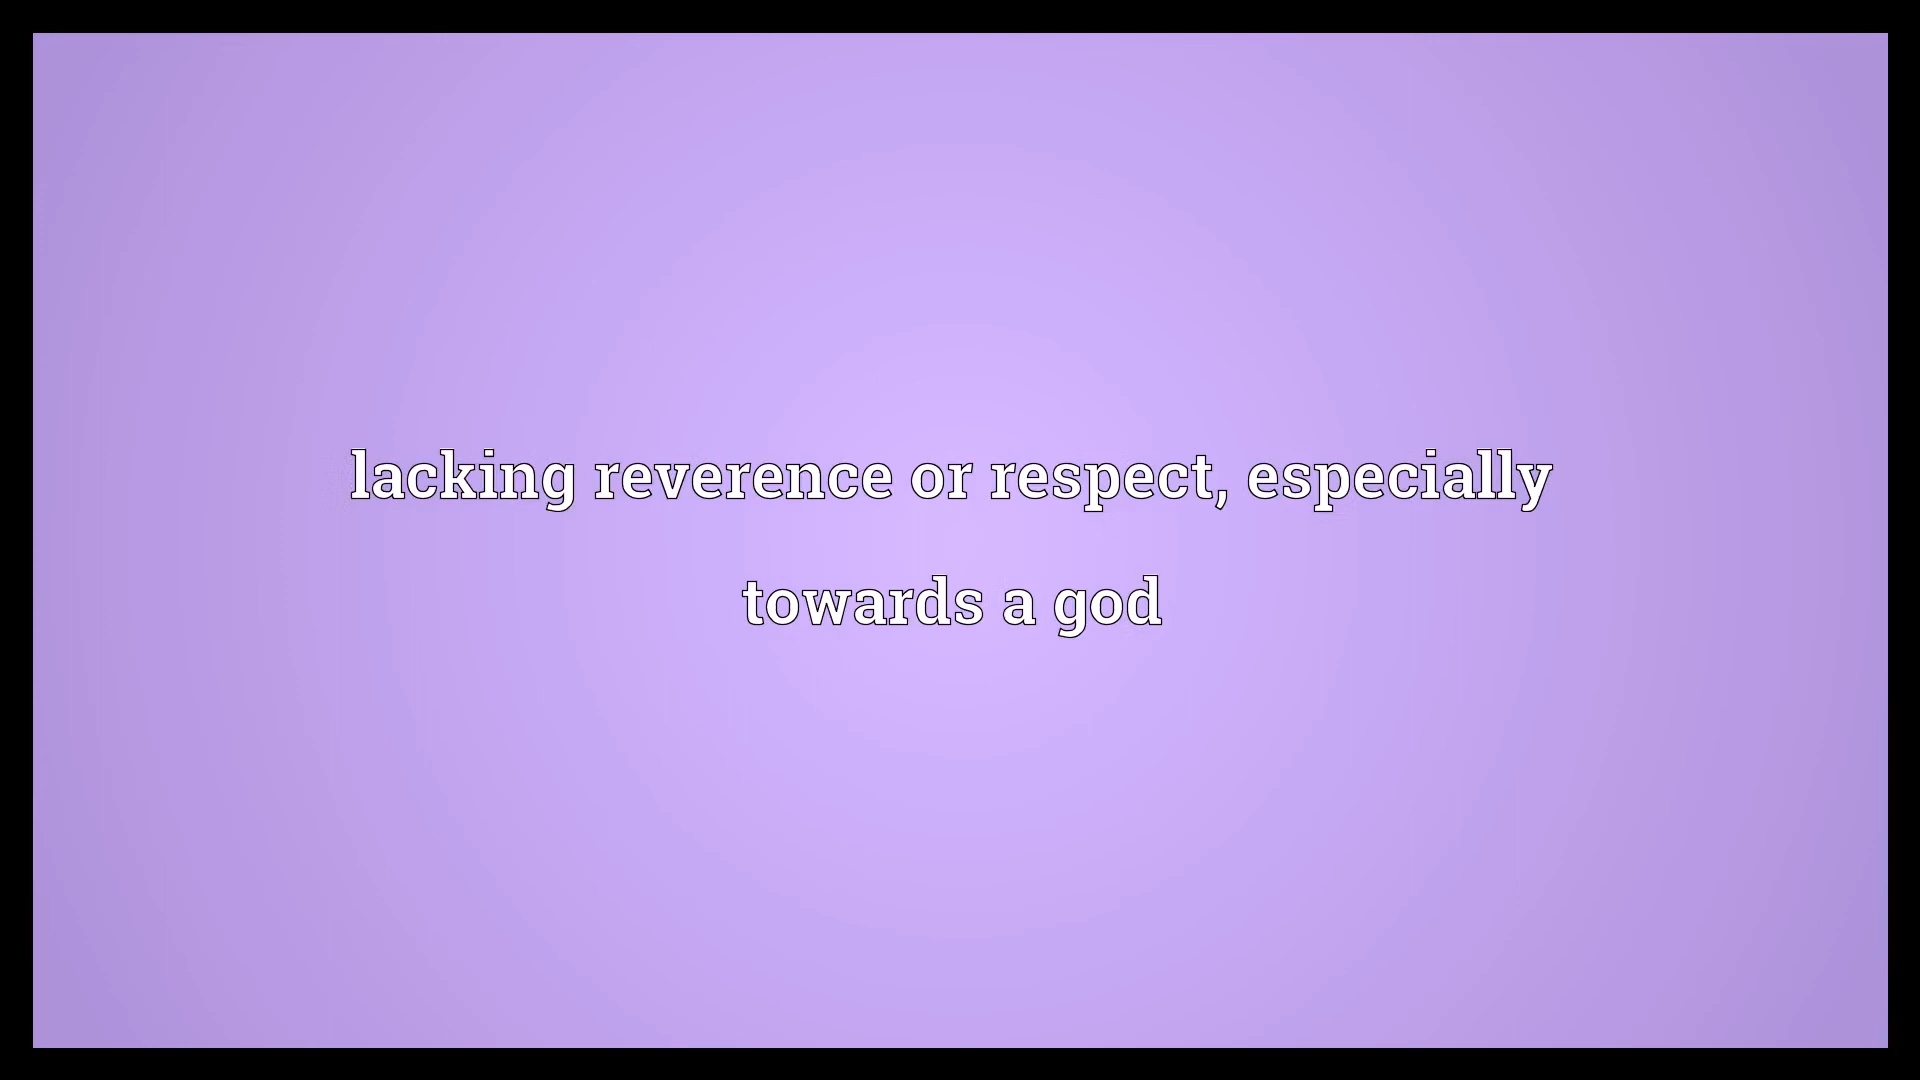 lacking reverence or respect, especially
towards a god